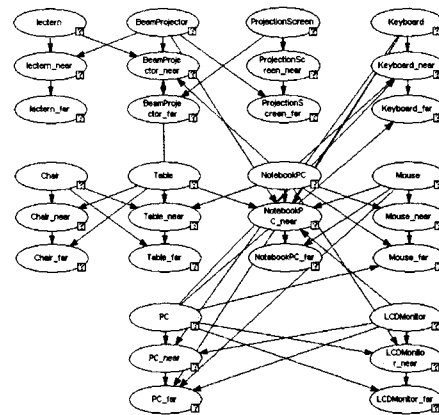 lectern
BeamProjector
ProjectionScreen
Keyboard
lectern_near
BeamProje
ctor_near
ProjectionSc
reen_near
Keyboard_near
lectern_far
BeamProje
ctor_far
ProjectionS
creen_far
Keyboard_far
Chair
Table
NotebookPC
Mouse
Chair_near
Table_near
NotebookP
C_near
Mouse_near
Chair_far
Table_far
NotebookPC_far
Mouse_far
PC
LCDMonitor
PC_near
LCDMonito
r_near
PC_far
LCDMonitor_far